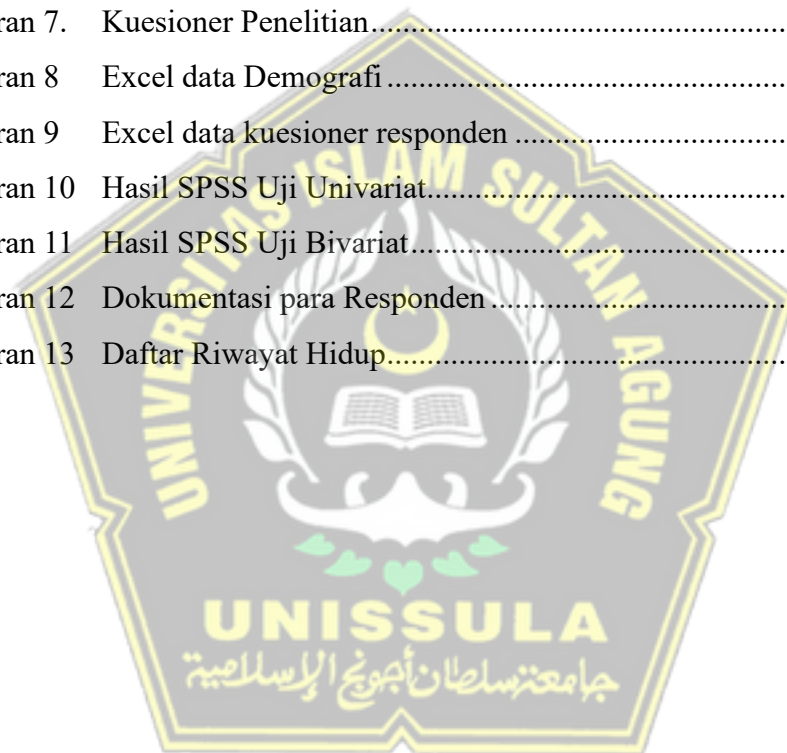 ran 7. Kuesioner Penelitian
ran 8 Excel data Demografi
ran 9 Excel data kuesioner responden
ran 10 Hasil SPSS Uji Univariat
ran 11 Hasil SPSS Uji Bivariat
ran 12 Dokumentasi para Responden
ran 13 Daftar Riwayat Hidup
UNIVERSITAS ISLAM SULTAN AGUNG
UNISSULA
جامعة سلطان أجونج الإسلامية